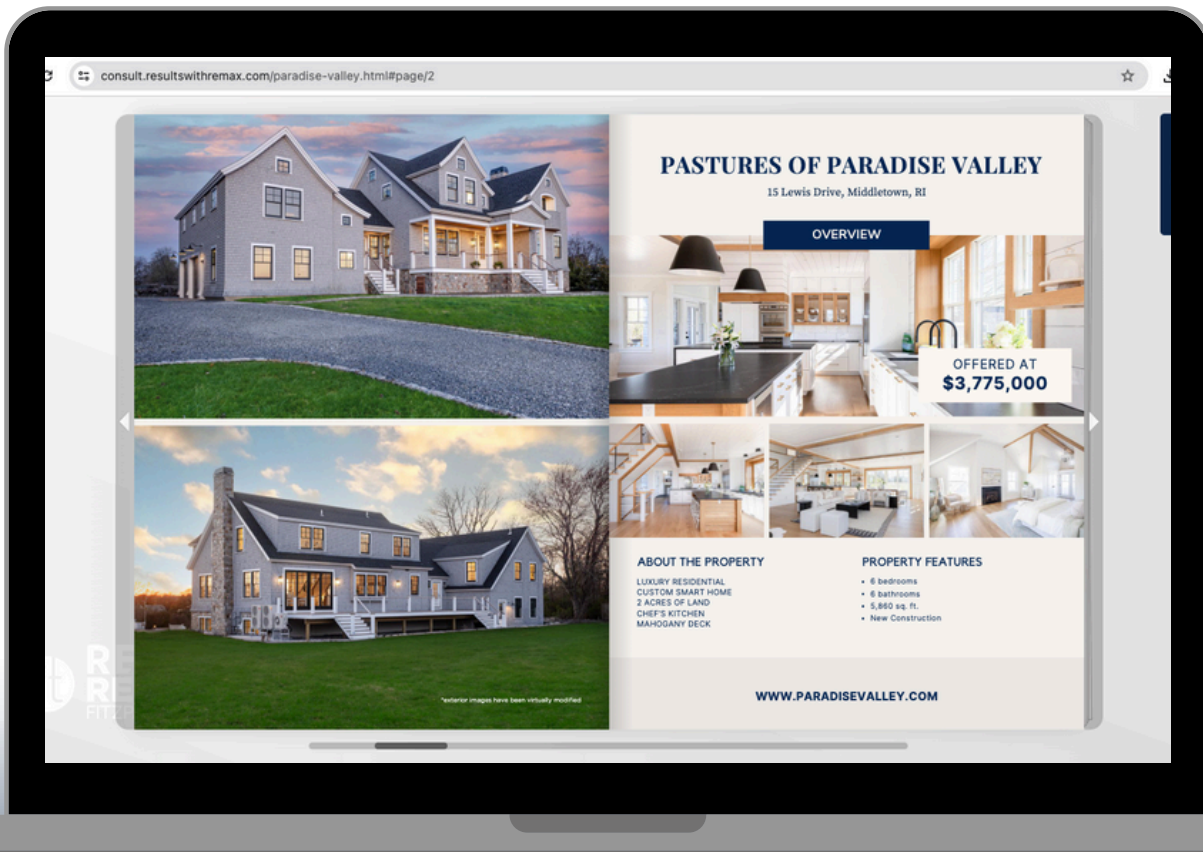 consult.resultswithremax.com/paradise-valley.html#page/2
PASTURES OF PARADISE VALLEY
15 Lewis Drive, Middletown, RI
OVERVIEW
OFFERED AT
$3,775,000
ABOUT THE PROPERTY
LUXURY RESIDENTIAL
CUSTOM SMART HOME
2 ACRES OF LAND
CHEF'S KITCHEN
MAHOGANY DECK
PROPERTY FEATURES
• 6 bedrooms
• 6 bathrooms
• 5,860 sq. ft.
• New Construction
*exterior images have been virtually modified
WWW.PARADISEVALLEY.COM